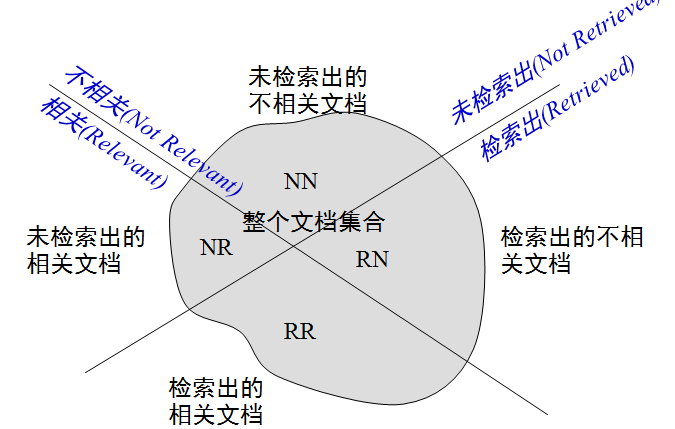 未检索出的
不相关文档
不相关(Not Relevant)
相关(Relevant)
未检索出(Not Retrieved)
检索出(Retrieved)
NN
整个文档集合
未检索出的
相关文档
NR
RN
检索出的不相
关文档
RR
检索出的
相关文档